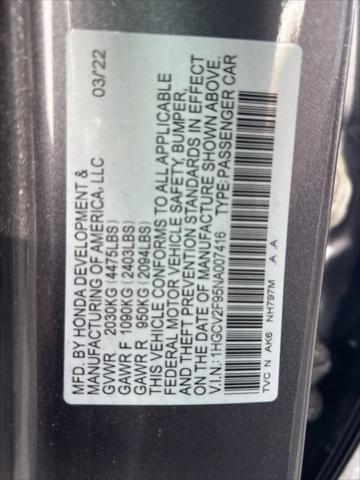 MFD. BY HONDA DEVELOPMENT & 03/22
MANUFACTURING OF AMERICA, LLC
GVWR 2030KG (4475LBS)
GAWR F 1090KG (2403LBS)
GAWR R 950KG (2094LBS)
THIS VEHICLE CONFORMS TO ALL APPLICABLE
FEDERAL MOTOR VEHICLE SAFETY, BUMPER,
AND THEFT PREVENTION STANDARDS IN EFFECT
ON THE DATE OF MANUFACTURE SHOWN ABOVE.
V.I.N.: 1HGCV2F95NA007416 TYPE:PASSENGER CAR
TVC N AK6 NH797M .A .A